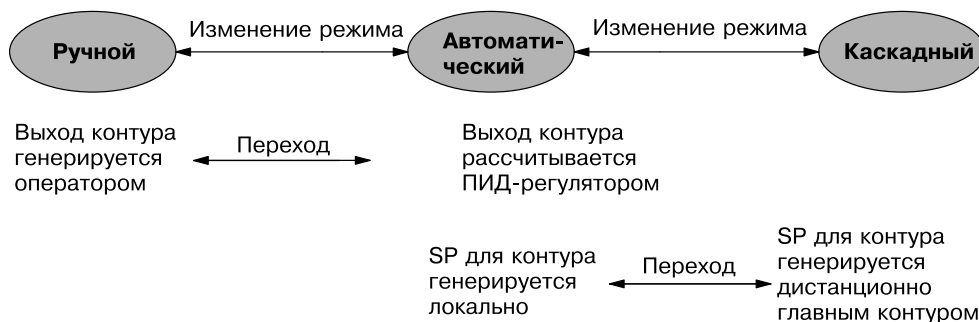 Изменение режима
Изменение режима
Ручной
Автомати-
ческий
Каскадный
Выход контура
генерируется
оператором
Переход
Выход контура
рассчитывается
ПИД-регулятором
SP для контура
генерируется
локально
Переход
SP для контура
генерируется
дистанционно
главным контуром